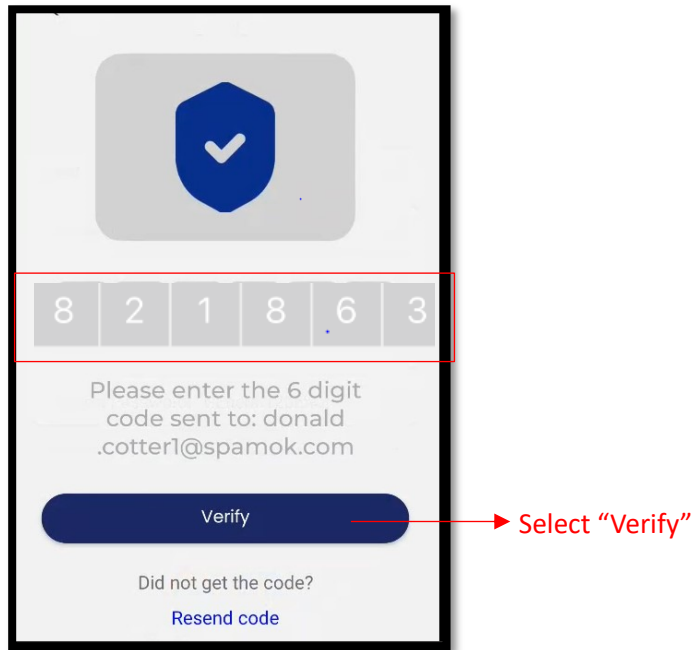 8 2 1 8 6 3
Please enter the 6 digit
code sent to: donald
.cotter1@spamok.com
Verify
Select “Verify”
Did not get the code?
Resend code